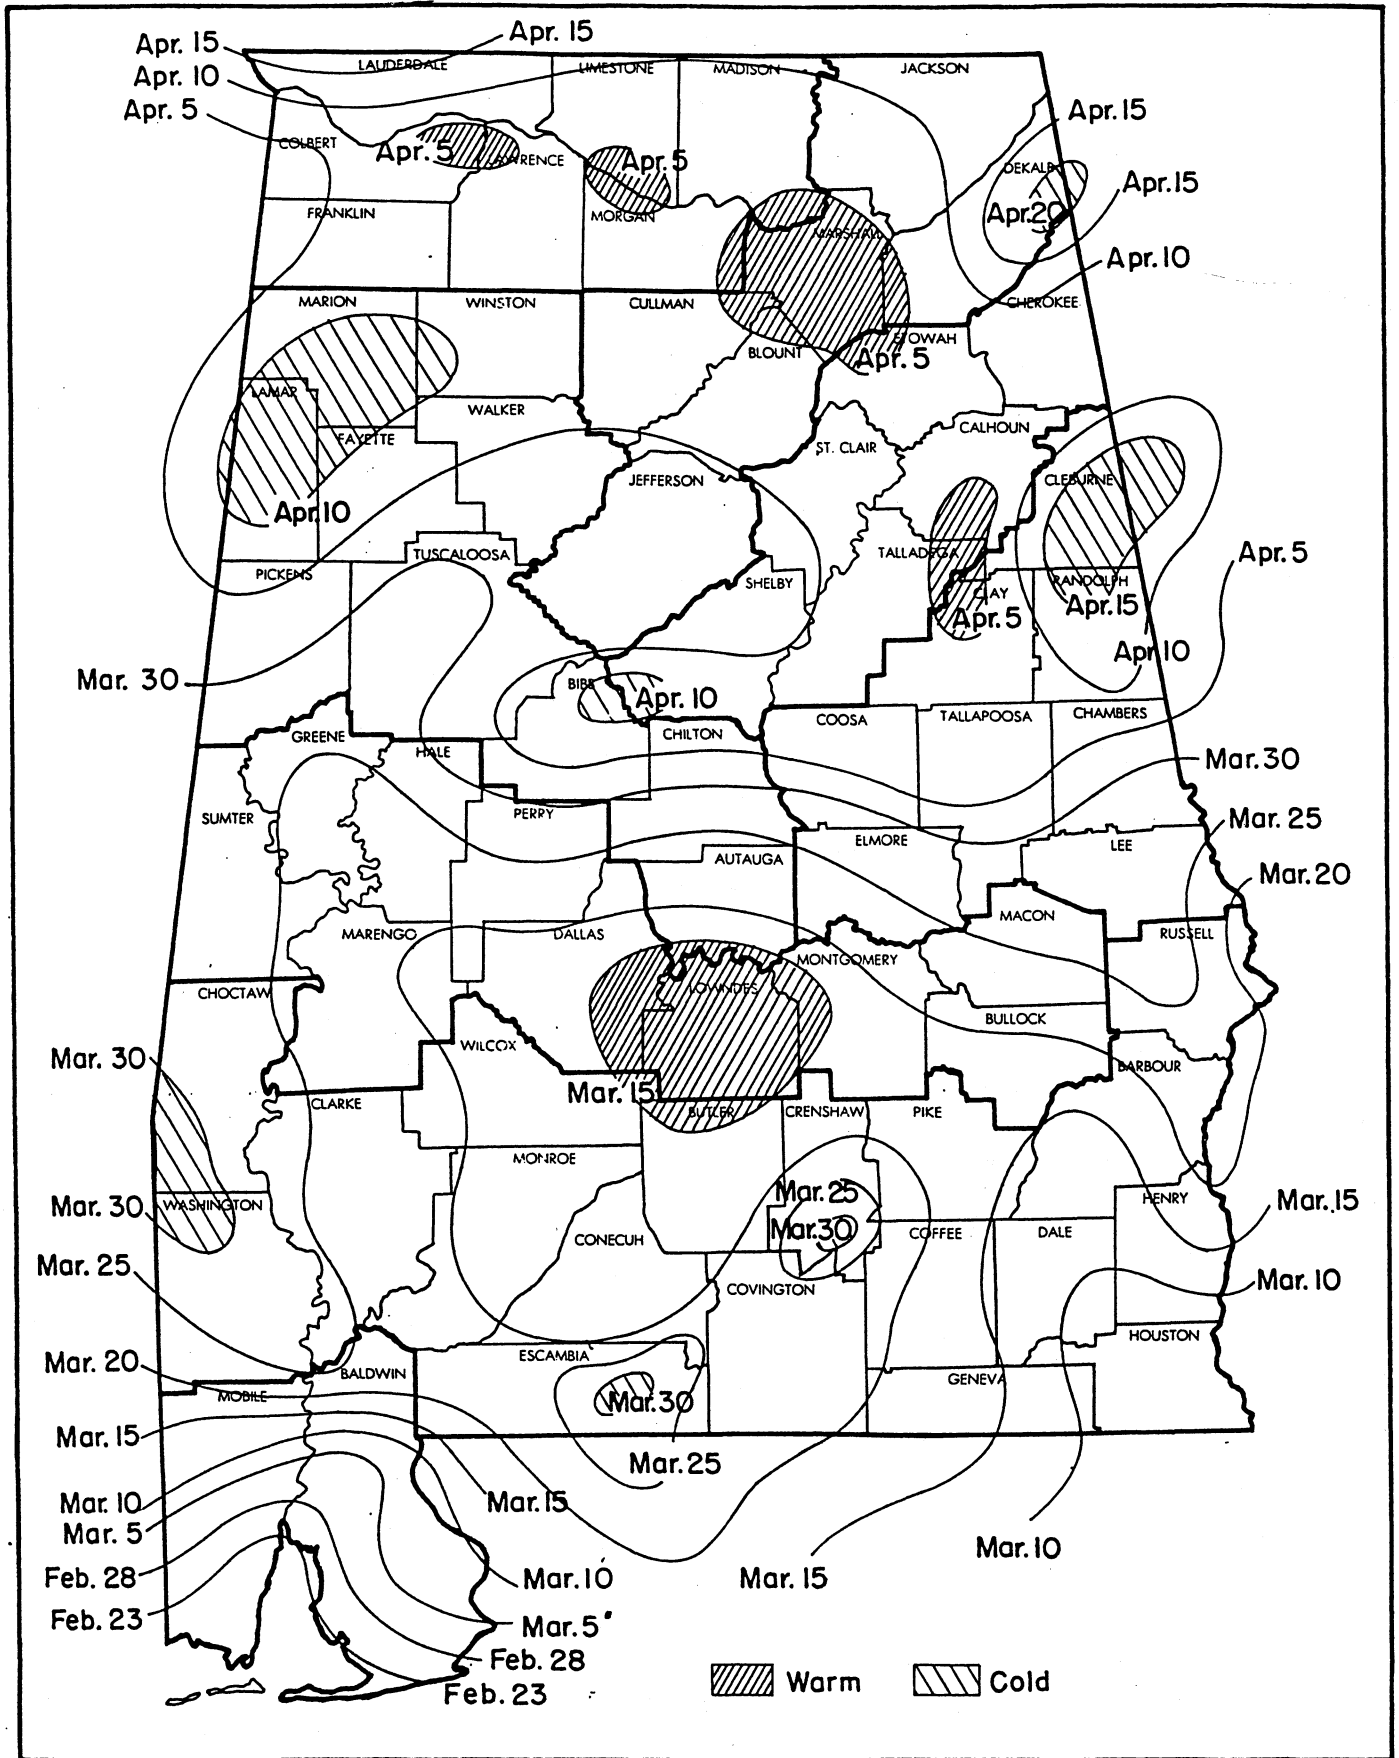 Apr. 15
Apr. 15
Apr. 10
Apr. 5
LAUDERDALE
LIMESTONE
MADISON
JACKSON
Apr. 15
COLBERT
Apr. 5
LAWRENCE
Apr. 5
DEKALB
Apr. 15
Apr. 20
FRANKLIN
MORGAN
MARSHALL
Apr. 10
MARION
WINSTON
CULLMAN
CHEROKEE
ETOWAH
BLOUNT
Apr. 5
LAMAR
WALKER
FAYETTE
CALHOUN
ST. CLAIR
JEFFERSON
CLEBURNE
Apr. 10
TUSCALOOSA
TALLADEGA
Apr. 5
PICKENS
SHELBY
RANDOLPH
CLAY
Apr. 15
Apr. 5
Apr 10
Mar. 30
BIBB
Apr. 10
CHILTON
COOSA
TALLAPOOSA
CHAMBERS
GREENE
HALE
Mar. 30
SUMTER
PERRY
Mar. 25
ELMORE
LEE
AUTAUGA
Mar. 20
MACON
MARENGO
DALLAS
RUSSELL
MONTGOMERY
CHOCTAW
LOWNDES
BULLOCK
Mar. 30
WILCOX
BARBOUR
Mar. 15
CLARKE
BUTLER
CRENSHAW
PIKE
MONROE
Mar. 25
HENRY
Mar. 15
Mar. 30
WASHINGTON
Mar. 30
CONECUH
COFFEE
DALE
Mar. 25
COVINGTON
Mar. 10
HOUSTON
Mar. 20
ESCAMBIA
BALDWIN
GENEVA
MOBILE
Mar. 30
Mar. 15
Mar. 25
Mar. 10
Mar. 15
Mar. 5
Mar. 10
Feb. 28
Mar. 10
Mar. 15
Feb. 23
Mar. 5
Feb. 28
Feb. 23
Warm
Cold